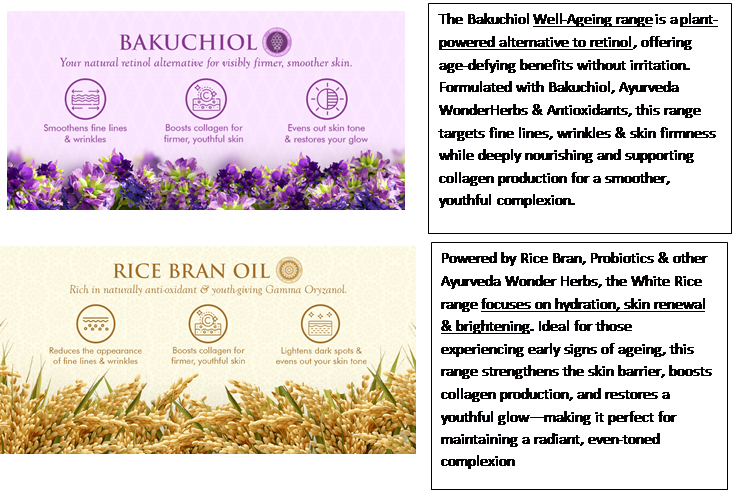 BAKUCHIOL
Your natural retinol alternative for visibly firmer, smoother skin.
Smoothens fine lines
& wrinkles
Boosts collagen for
firmer, youthful skin
Evens out skin tone
& restores your glow
The Bakuchiol Well-Ageing range is a plant-
powered alternative to retinol, offering
age-defying benefits without irritation.
Formulated with Bakuchiol, Ayurveda
WonderHerbs & Antioxidants, this range
targets fine lines, wrinkles & skin firmness
while deeply nourishing and supporting
collagen production for a smoother,
youthful complexion.
RICE BRAN OIL
Rich in naturally anti-oxidant & youth-giving Gamma Oryzanol.
Reduces the appearance
of fine lines & wrinkles
Boosts collagen for
firmer, youthful skin
Lightens dark spots &
evens out your skin tone
Powered by Rice Bran, Probiotics & other
Ayurveda Wonder Herbs, the White Rice
range focuses on hydration, skin renewal
& brightening. Ideal for those
experiencing early signs of ageing, this
range strengthens the skin barrier, boosts
collagen production, and restores a
youthful glow—making it perfect for
maintaining a radiant, even-toned
complexion